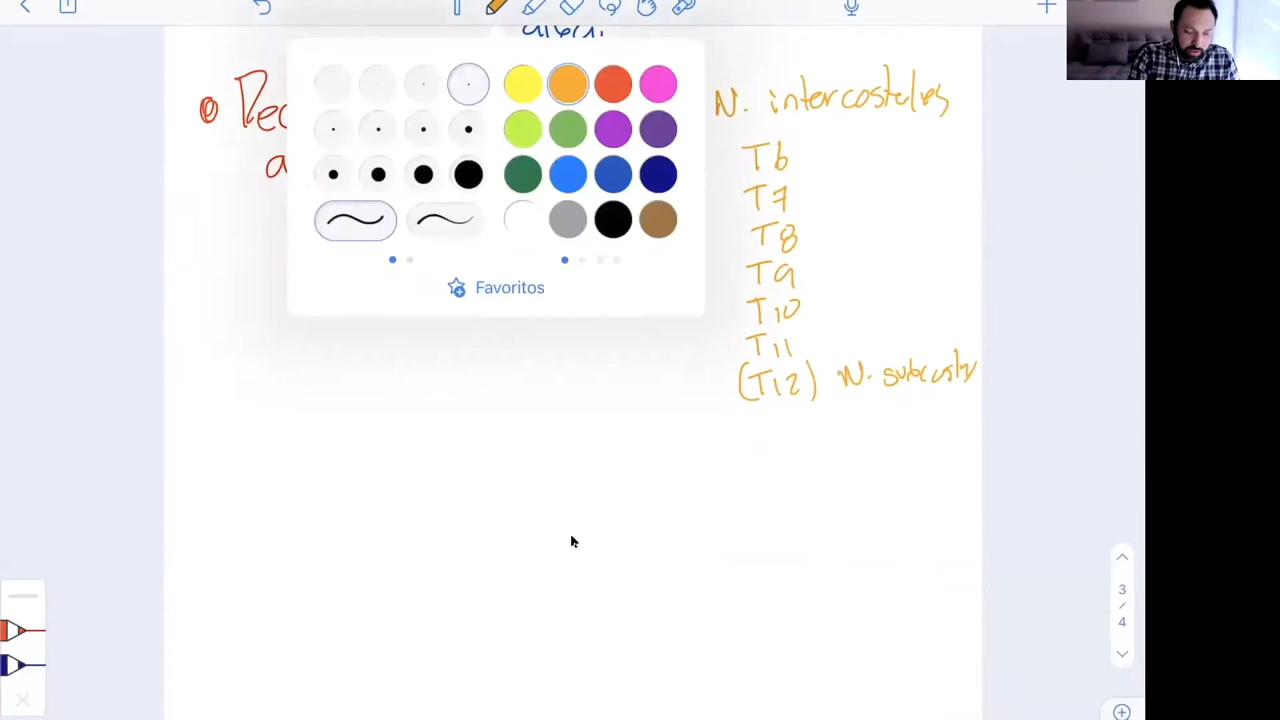 N. intercostales
T6
T7
T8
T9
T10
T11
(T12) N. subcostal
Favoritos
3
/
4